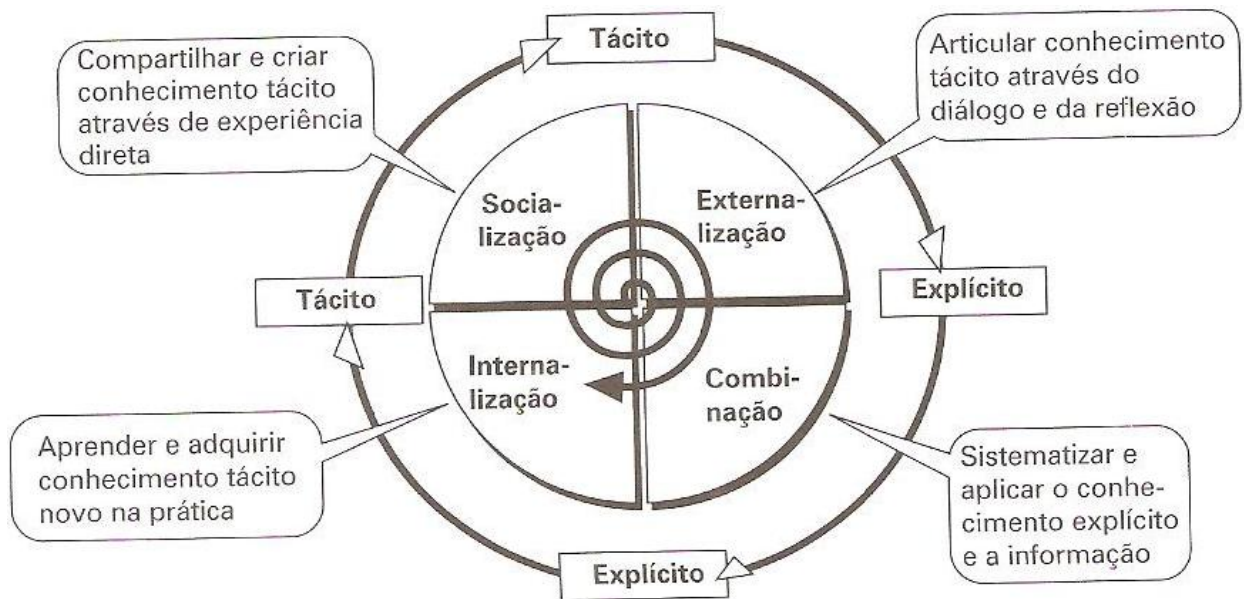 Tácito
Compartilhar e criar
conhecimento tácito
através de experiência
direta
Articular conhecimento
tácito através do
diálogo e da reflexão
Socia-
lização
Externa-
lização
Tácito
Explícito
Interna-
lização
Combi-
nação
Aprender e adquirir
conhecimento tácito
novo na prática
Sistematizar e
aplicar o conhe-
cimento explícito
e a informação
Explícito